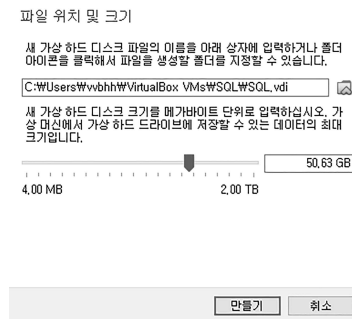 파일 위치 및 크기
새 가상 하드 디스크 파일의 이름을 아래 상자에 입력하거나 폴더
아이콘을 클릭해서 파일을 생성할 폴더를 지정할 수 있습니다.
C:₩Users₩vvbhh₩VirtualBox VMs₩SQL₩SQL,vdi
새 가상 하드 디스크 크기를 메가바이트 단위로 입력하십시오. 가
상 머신에서 가상 하드 드라이브에 저장할 수 있는 데이터의 최대
크기입니다.
50,63 GB
4,00 MB 2,00 TB
만들기 취소